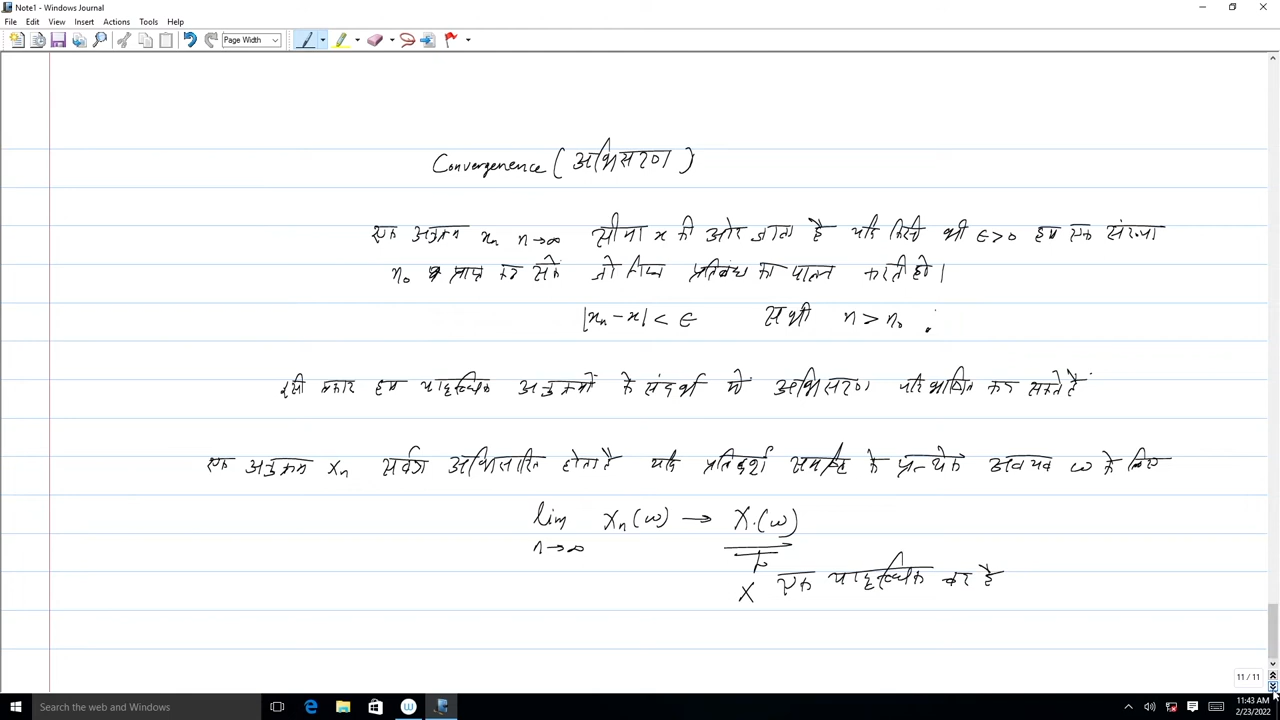 Note1 - Windows Journal
File Edit View Insert Actions Tools Help
Page Width
Convergenence (अभिसरण)
एक अनुक्रम xₙ n→∞ सीमा x की ओर जाता है यदि किसी भी ϵ>0 हम एक संख्या
n₀ प्राप्त कर सकें जो निम्न प्रतिबंध का पालन करती हो।
|xₙ - x| < ϵ सभी n > n₀
इसी प्रकार हम यादृच्छिक अनुक्रमों के संदर्भ में अभिसरण परिभाषित कर सकते हैं
एक अनुक्रम Xₙ सर्वत्र अभिसारित होता है यदि प्रतिदर्श समष्टि के प्रत्येक अवयव ω के लिए
lim Xₙ(ω) → X(ω)
n→∞
X एक यादृच्छिक चर है
11 / 11
Search the web and Windows
11:43 AM
2/23/2022